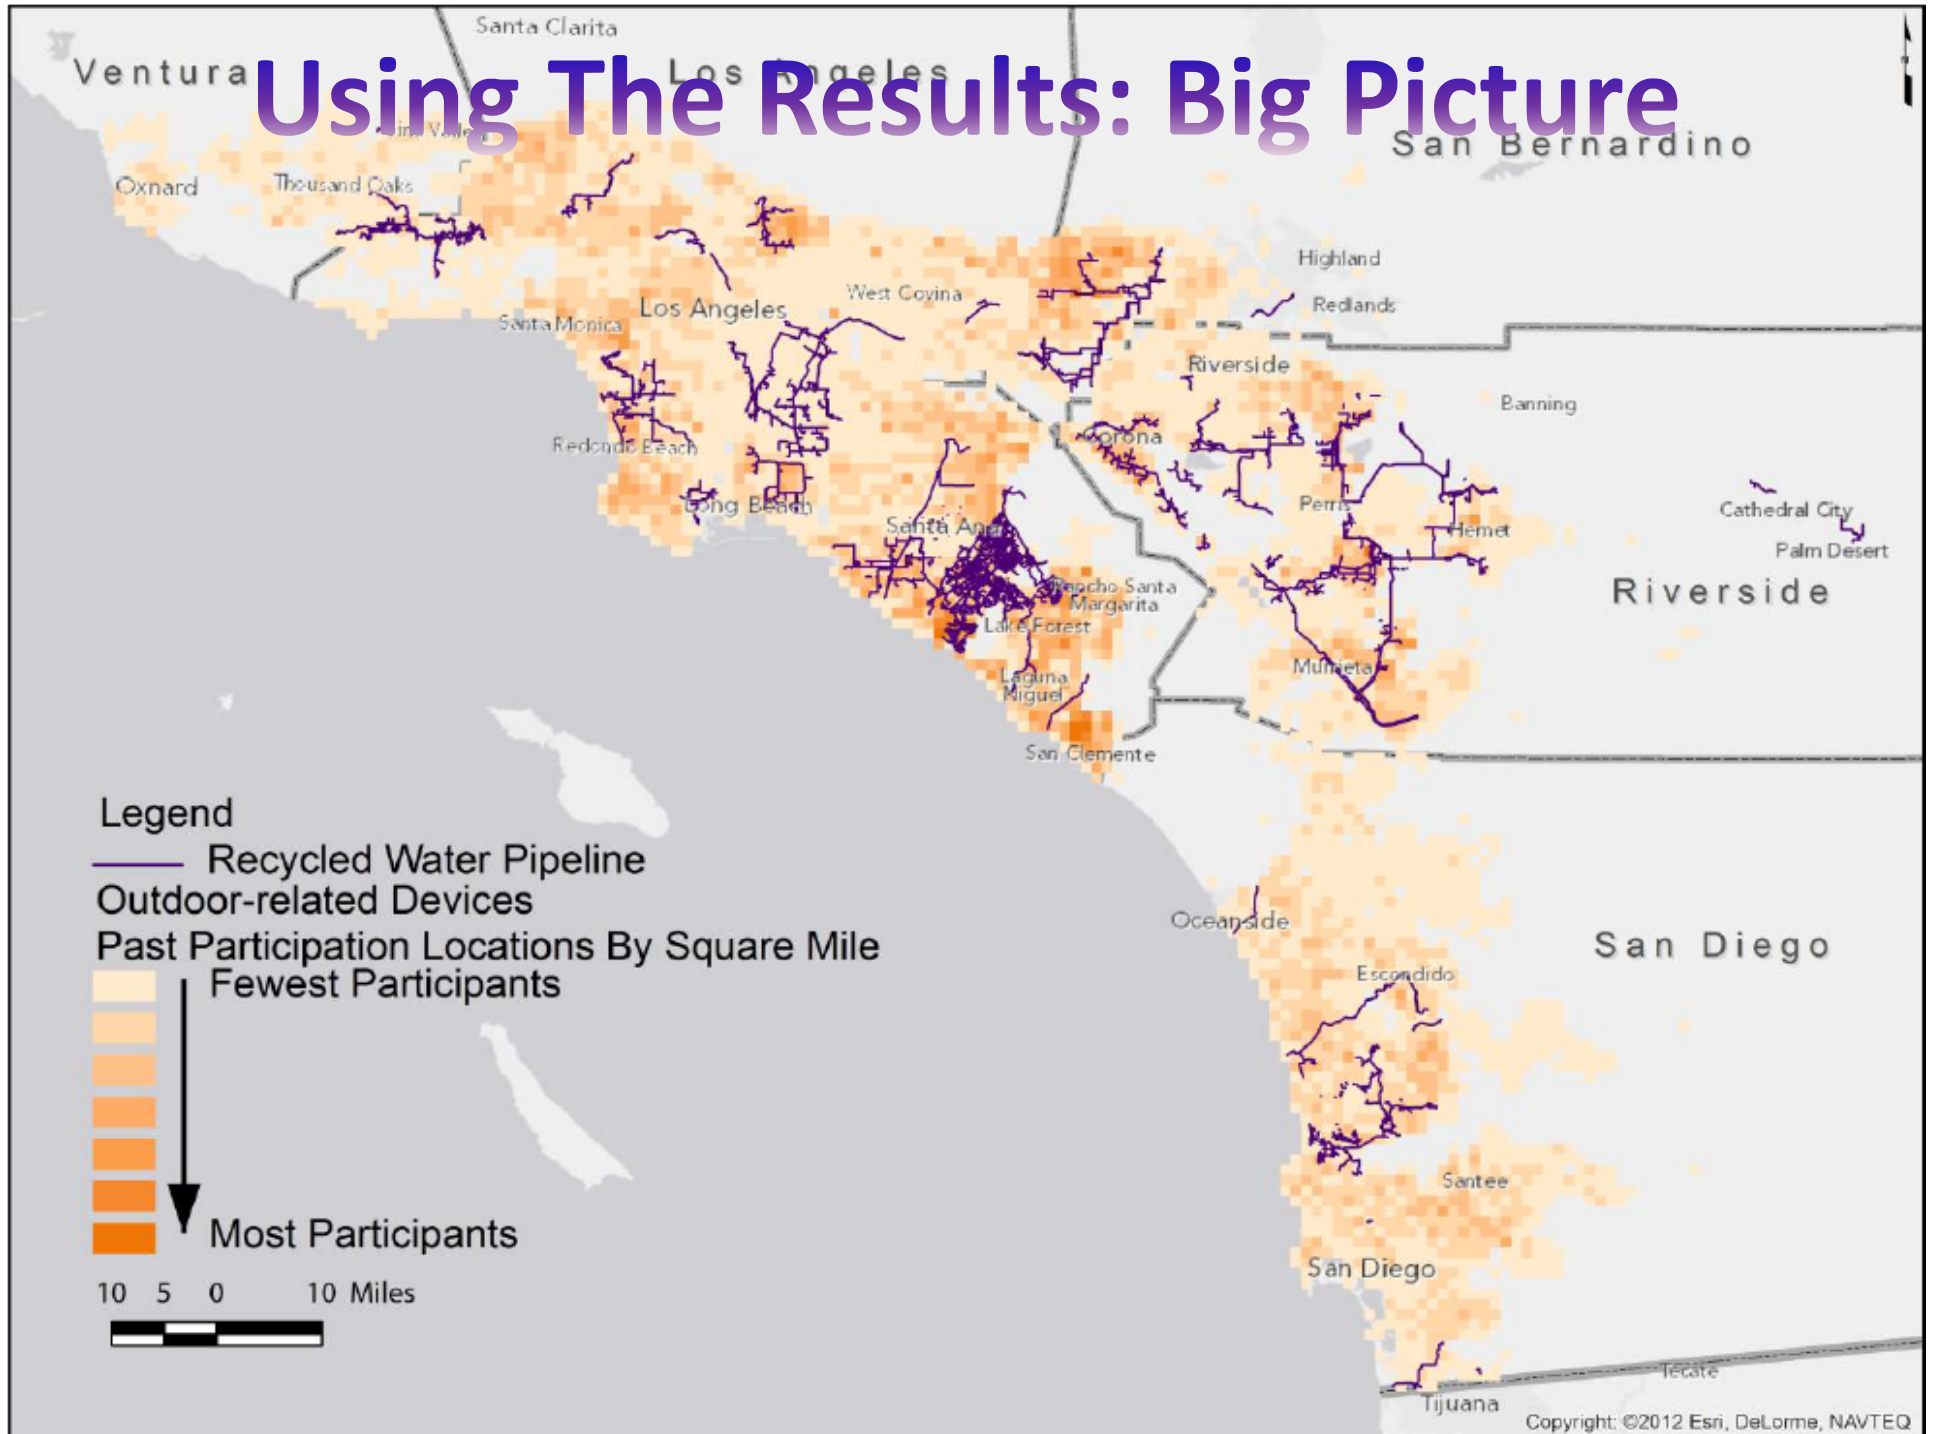 Santa Clarita
Ventura
Los Angeles
Using The Results: Big Picture
San Bernardino
Oxnard
Thousand Oaks
Highland
West Covina
Redlands
Los Angeles
Santa Monica
Riverside
Banning
Corona
Redondo Beach
Perris
Long Beach
Cathedral City
Santa Ana
Hemet
Palm Desert
Rancho Santa
Margarita
Riverside
Lake Forest
Murrieta
Laguna
Niguel
San Clemente
Legend
Recycled Water Pipeline
Outdoor-related Devices
Past Participation Locations By Square Mile
Fewest Participants
Most Participants
10 5 0 10 Miles
Oceanside
San Diego
Escondido
Santee
San Diego
Tecate
Tijuana
Copyright: ©2012 Esri, DeLorme, NAVTEQ